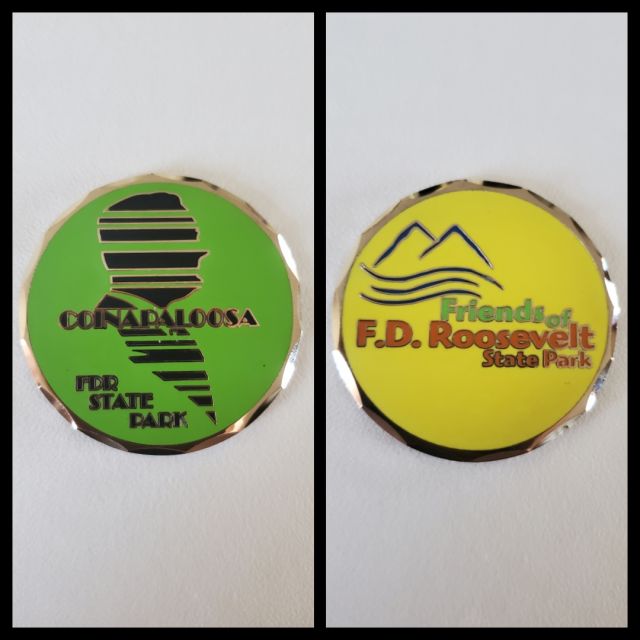 COINAPALOOSA
FDR
STATE
PARK
Friends of
F.D. Roosevelt
State Park